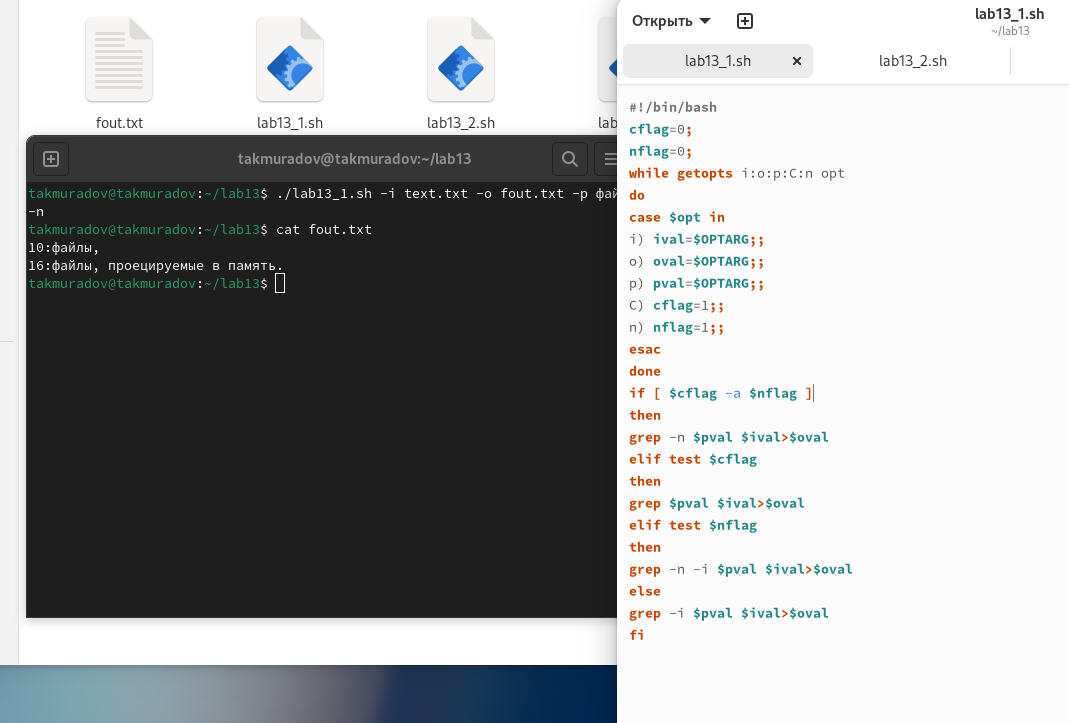 fout.txt
lab13_1.sh
lab13_2.sh
takmuradov@takmuradov:~/lab13
takmuradov@takmuradov:~/lab13$ ./lab13_1.sh -i text.txt -o fout.txt -p
-n
takmuradov@takmuradov:~/lab13$ cat fout.txt
10:файлы,
16:файлы, проецируемые в память.
takmuradov@takmuradov:~/lab13$
Открыть
lab13_1.sh
~/lab13
lab13_1.sh
lab13_2.sh
#!/bin/bash
cflag=0;
nflag=0;
while getopts i:o:p:C:n opt
do
case $opt in
i) ival=$OPTARG;;
o) oval=$OPTARG;;
p) pval=$OPTARG;;
C) cflag=1;;
n) nflag=1;;
esac
done
if [ $cflag -a $nflag ]
then
grep -n $pval $ival>$oval
elif test $cflag
then
grep $pval $ival>$oval
elif test $nflag
then
grep -n -i $pval $ival>$oval
else
grep -i $pval $ival>$oval
fi